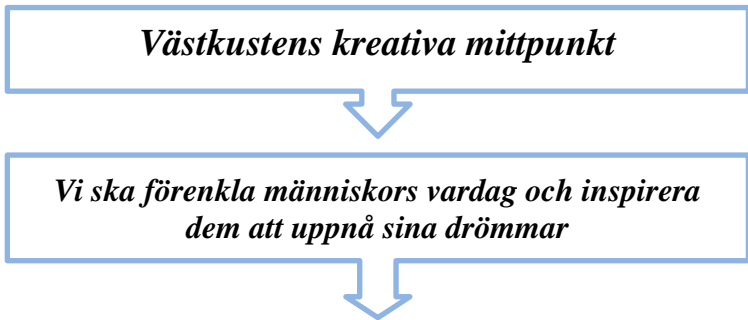 Västkustens kreativa mittpunkt
Vi ska förenkla människors vardag och inspirera
dem att uppnå sina drömmar